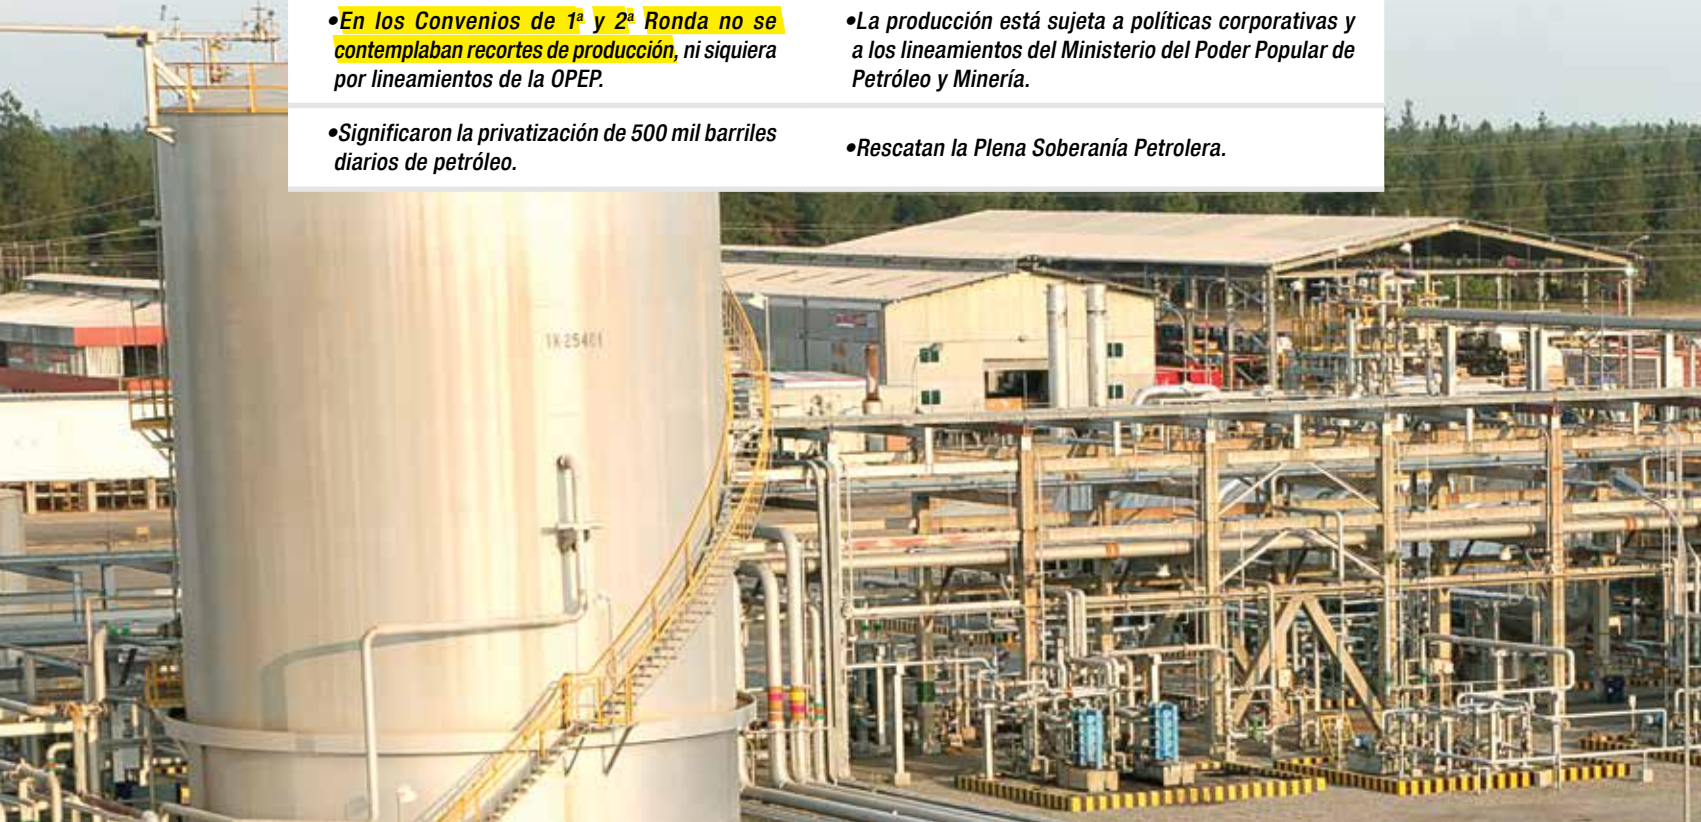 •En los Convenios de 1ª y 2ª Ronda no se
contemplaban recortes de producción, ni siquiera
por lineamientos de la OPEP.
•La producción está sujeta a políticas corporativas y
a los lineamientos del Ministerio del Poder Popular de
Petróleo y Minería.
•Significaron la privatización de 500 mil barriles
diarios de petróleo.
•Rescatan la Plena Soberanía Petrolera.